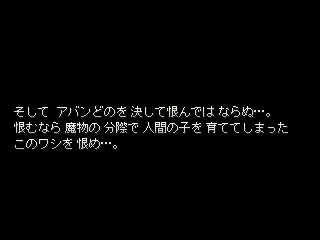 そして アバンどのを 決して恨んでは ならぬ…。
恨むなら 魔物の 分際で 人間の子を 育ててしまった
このワシを 恨め…。